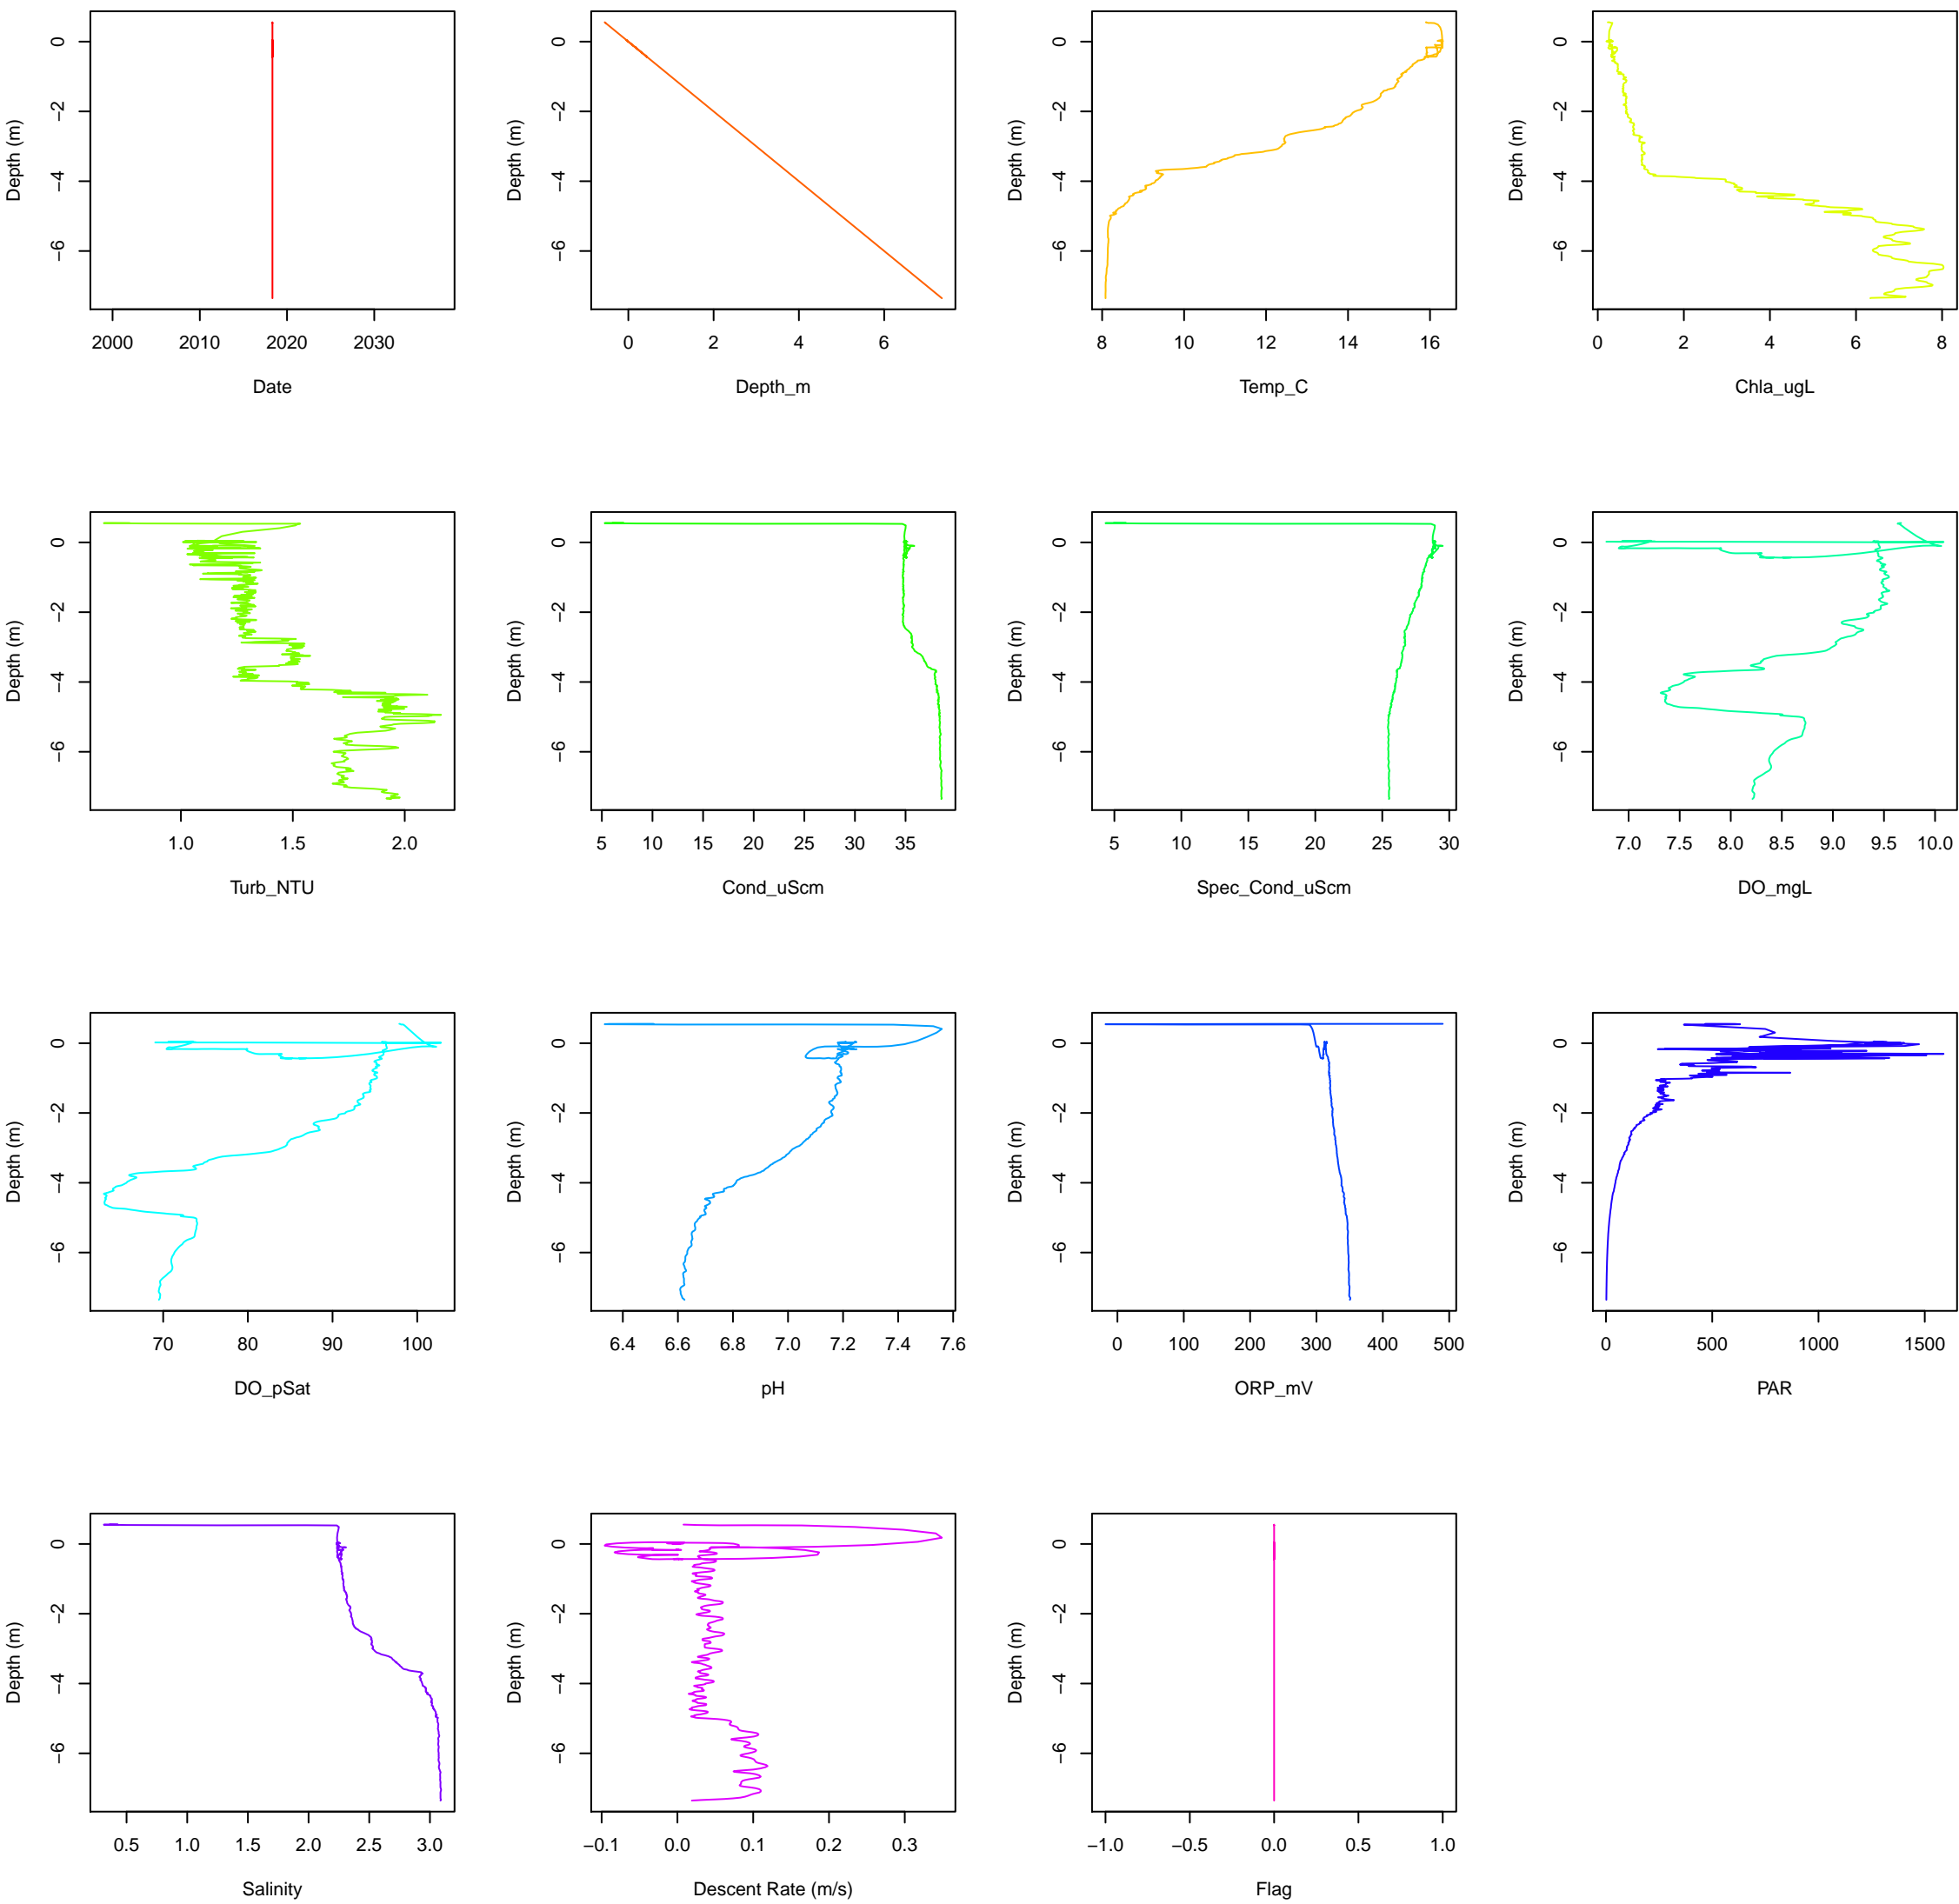 0
−2
−4
−6
Depth (m)
2000 2010 2020 2030
Date
0
−2
−4
−6
Depth (m)
0 2 4 6
Depth_m
0
−2
−4
−6
Depth (m)
8 10 12 14 16
Temp_C
0
−2
−4
−6
Depth (m)
0 2 4 6 8
Chla_ugL
0
−2
−4
−6
Depth (m)
1.0 1.5 2.0
Turb_NTU
0
−2
−4
−6
Depth (m)
5 10 15 20 25 30 35
Cond_uScm
0
−2
−4
−6
Depth (m)
5 10 15 20 25 30
Spec_Cond_uScm
0
−2
−4
−6
Depth (m)
7.0 7.5 8.0 8.5 9.0 9.5 10.0
DO_mgL
0
−2
−4
−6
Depth (m)
70 80 90 100
DO_pSat
0
−2
−4
−6
Depth (m)
6.4 6.6 6.8 7.0 7.2 7.4 7.6
pH
0
−2
−4
−6
Depth (m)
0 100 200 300 400 500
ORP_mV
0
−2
−4
−6
Depth (m)
0 500 1000 1500
PAR
0
−2
−4
−6
Depth (m)
0.5 1.0 1.5 2.0 2.5 3.0
Salinity
0
−2
−4
−6
Depth (m)
−0.1 0.0 0.1 0.2 0.3
Descent Rate (m/s)
0
−2
−4
−6
Depth (m)
−1.0 −0.5 0.0 0.5 1.0
Flag